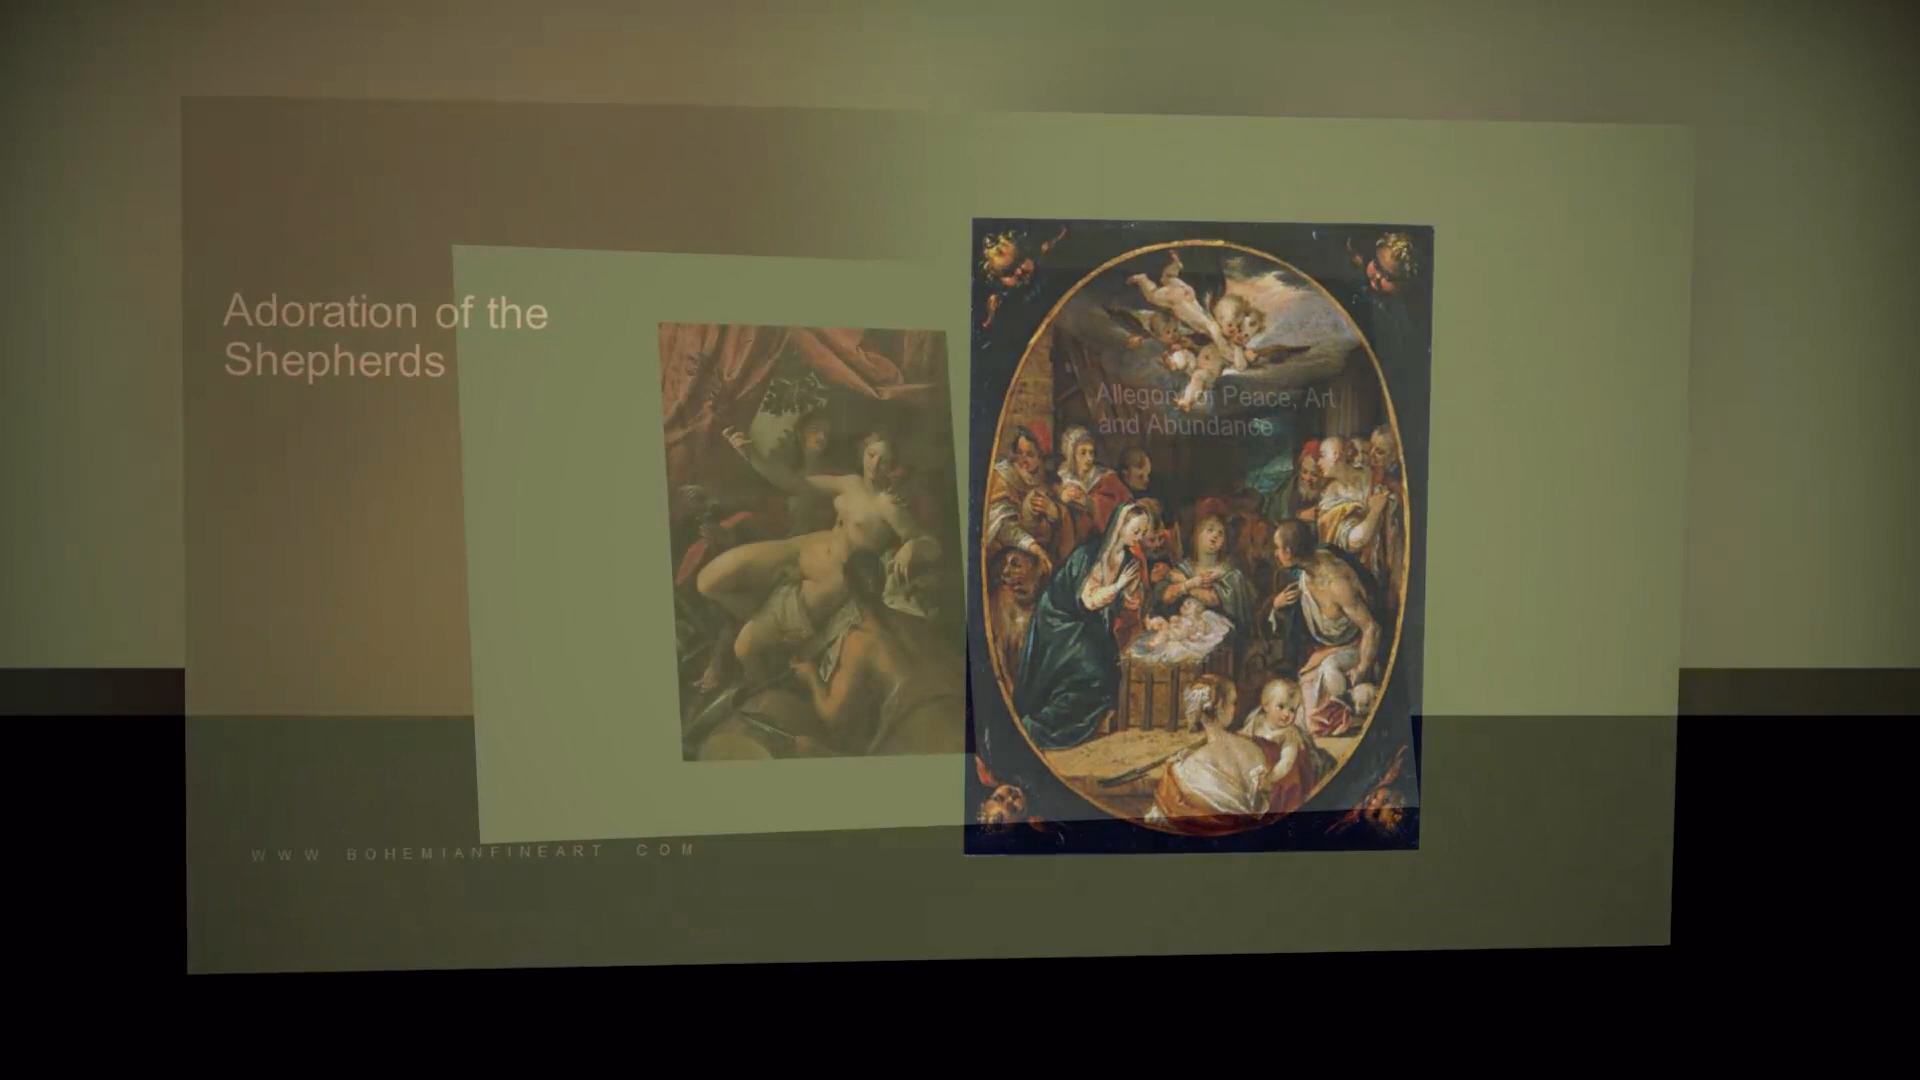 Adoration of the
Shepherds
Allegory of Peace, Art
and Abundance
WWW BOHEMIANFINEART COM